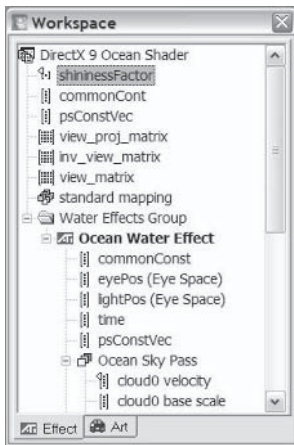 Workspace
DirectX 9 Ocean Shader
shininessFactor
commonCont
psConstVec
view_proj_matrix
inv_view_matrix
view_matrix
standard mapping
Water Effects Group
Ocean Water Effect
commonConst
eyePos (Eye Space)
lightPos (Eye Space)
time
psConstVec
Ocean Sky Pass
cloud0 velocity
cloud0 base scale
Effect Art